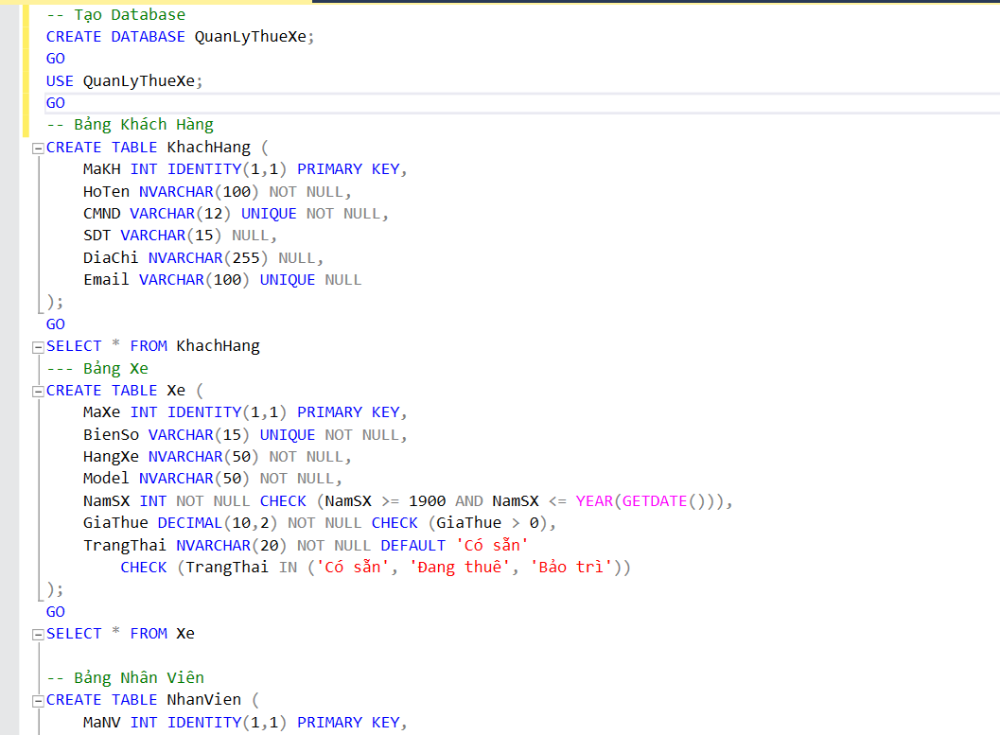 -- Tạo Database
CREATE DATABASE QuanLyThueXe;
GO
USE QuanLyThueXe;
GO
-- Bảng Khách Hàng
CREATE TABLE KhachHang (
    MaKH INT IDENTITY(1,1) PRIMARY KEY,
    HoTen NVARCHAR(100) NOT NULL,
    CMND VARCHAR(12) UNIQUE NOT NULL,
    SDT VARCHAR(15) NULL,
    DiaChi NVARCHAR(255) NULL,
    Email VARCHAR(100) UNIQUE NULL
);
GO
SELECT * FROM KhachHang
--- Bảng Xe
CREATE TABLE Xe (
    MaXe INT IDENTITY(1,1) PRIMARY KEY,
    BienSo VARCHAR(15) UNIQUE NOT NULL,
    HangXe NVARCHAR(50) NOT NULL,
    Model NVARCHAR(50) NOT NULL,
    NamSX INT NOT NULL CHECK (NamSX >= 1900 AND NamSX <= YEAR(GETDATE())),
    GiaThue DECIMAL(10,2) NOT NULL CHECK (GiaThue > 0),
    TrangThai NVARCHAR(20) NOT NULL DEFAULT 'Có sẵn'
        CHECK (TrangThai IN ('Có sẵn', 'Đang thuê', 'Bảo trì'))
);
GO
SELECT * FROM Xe
-- Bảng Nhân Viên
CREATE TABLE NhanVien (
    MaNV INT IDENTITY(1,1) PRIMARY KEY,